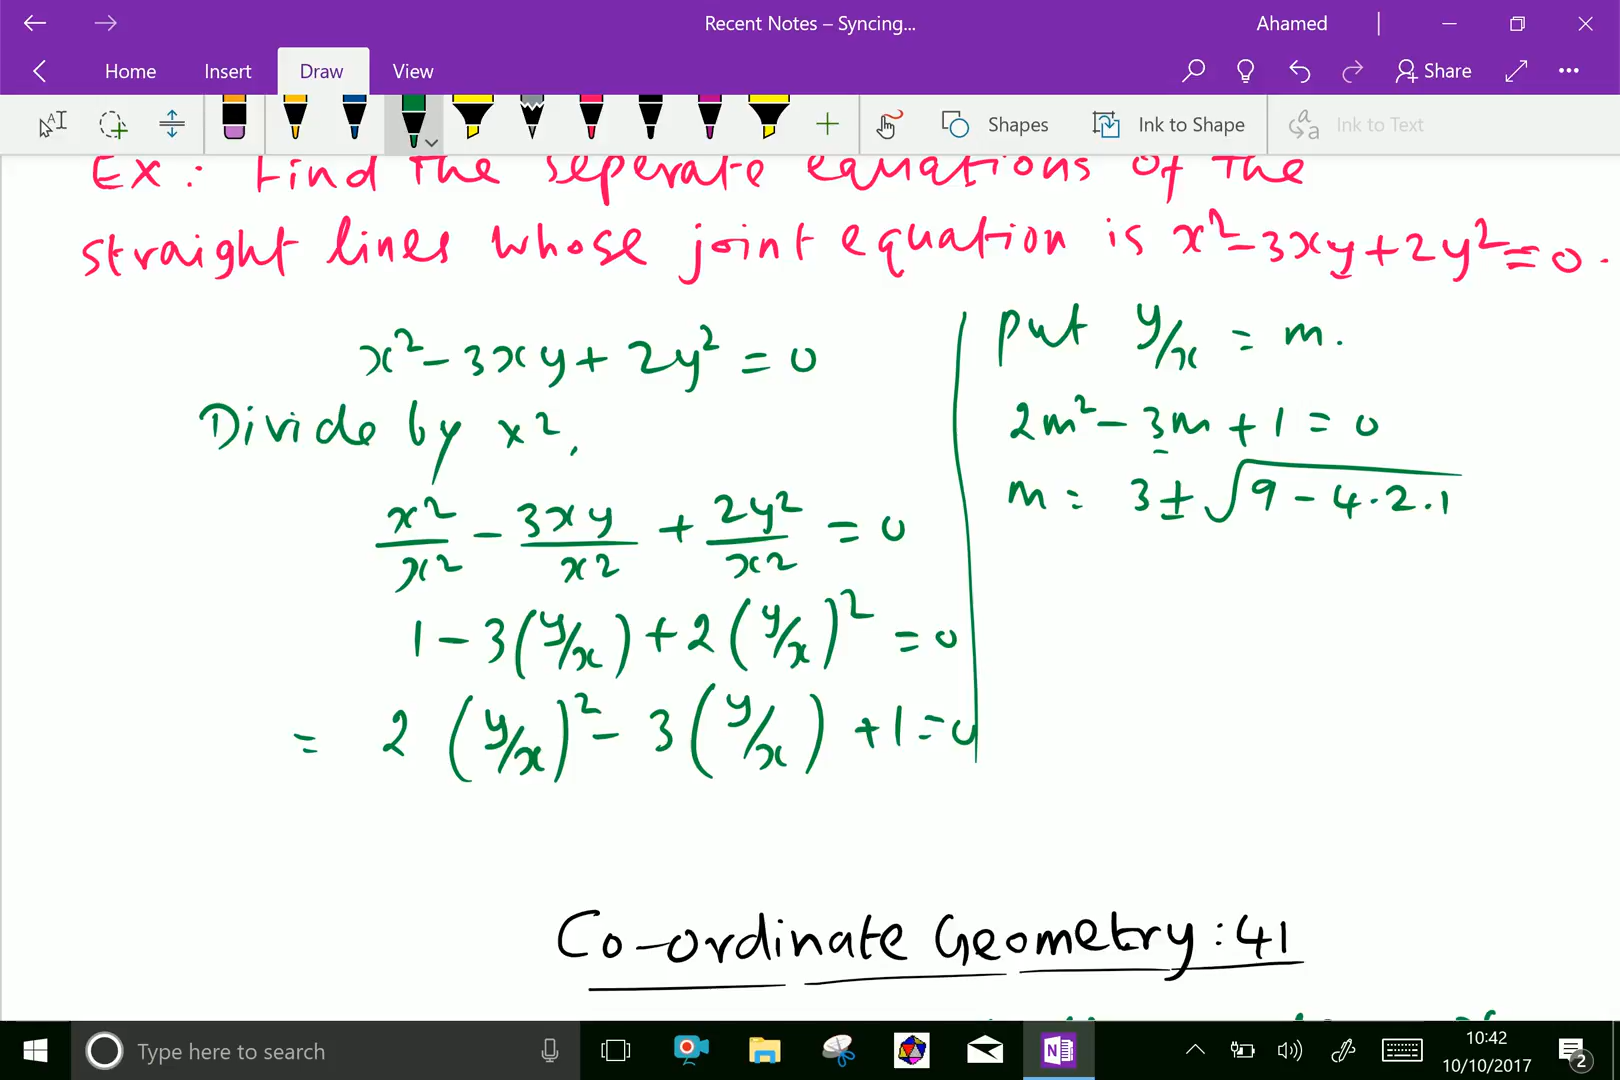 Recent Notes – Syncing...
Ahamed
Home Insert Draw View
Share
Shapes Ink to Shape Ink to Text
Ex: Find the seperate equations of the
straight lines whose joint equation is x²-3xy+2y²=0.
x²-3xy+2y²=0
Divide by x²,
x²/x² - 3xy/x² + 2y²/x² = 0
1-3(y/x)+2(y/x)²=0
= 2(y/x)²-3(y/x)+1=0
put y/x = m.
2m²-3m+1=0
m = 3±√9-4·2·1
Co-ordinate Geometry: 41
Type here to search
10:42
10/10/2017
2